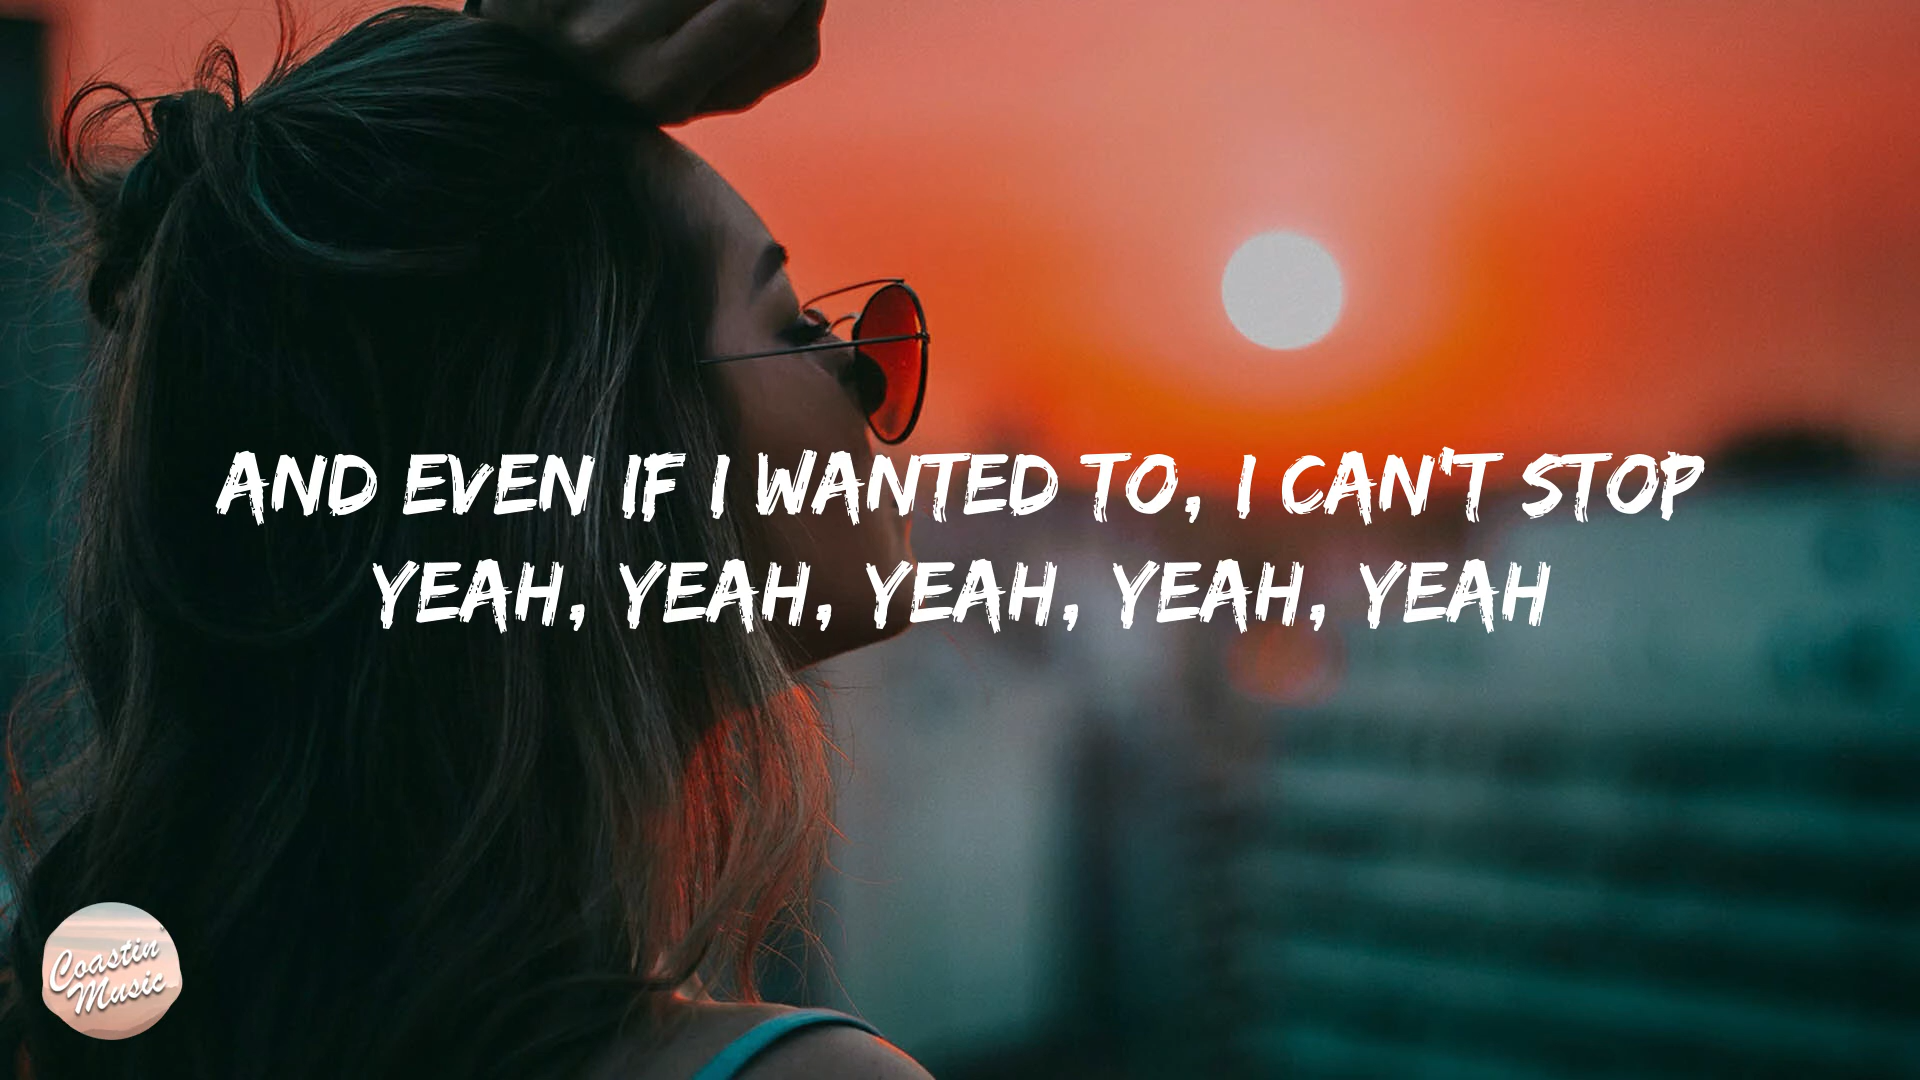 AND EVEN IF I WANTED TO, I CAN'T STOP
YEAH, YEAH, YEAH, YEAH, YEAH
Coastin'
Music